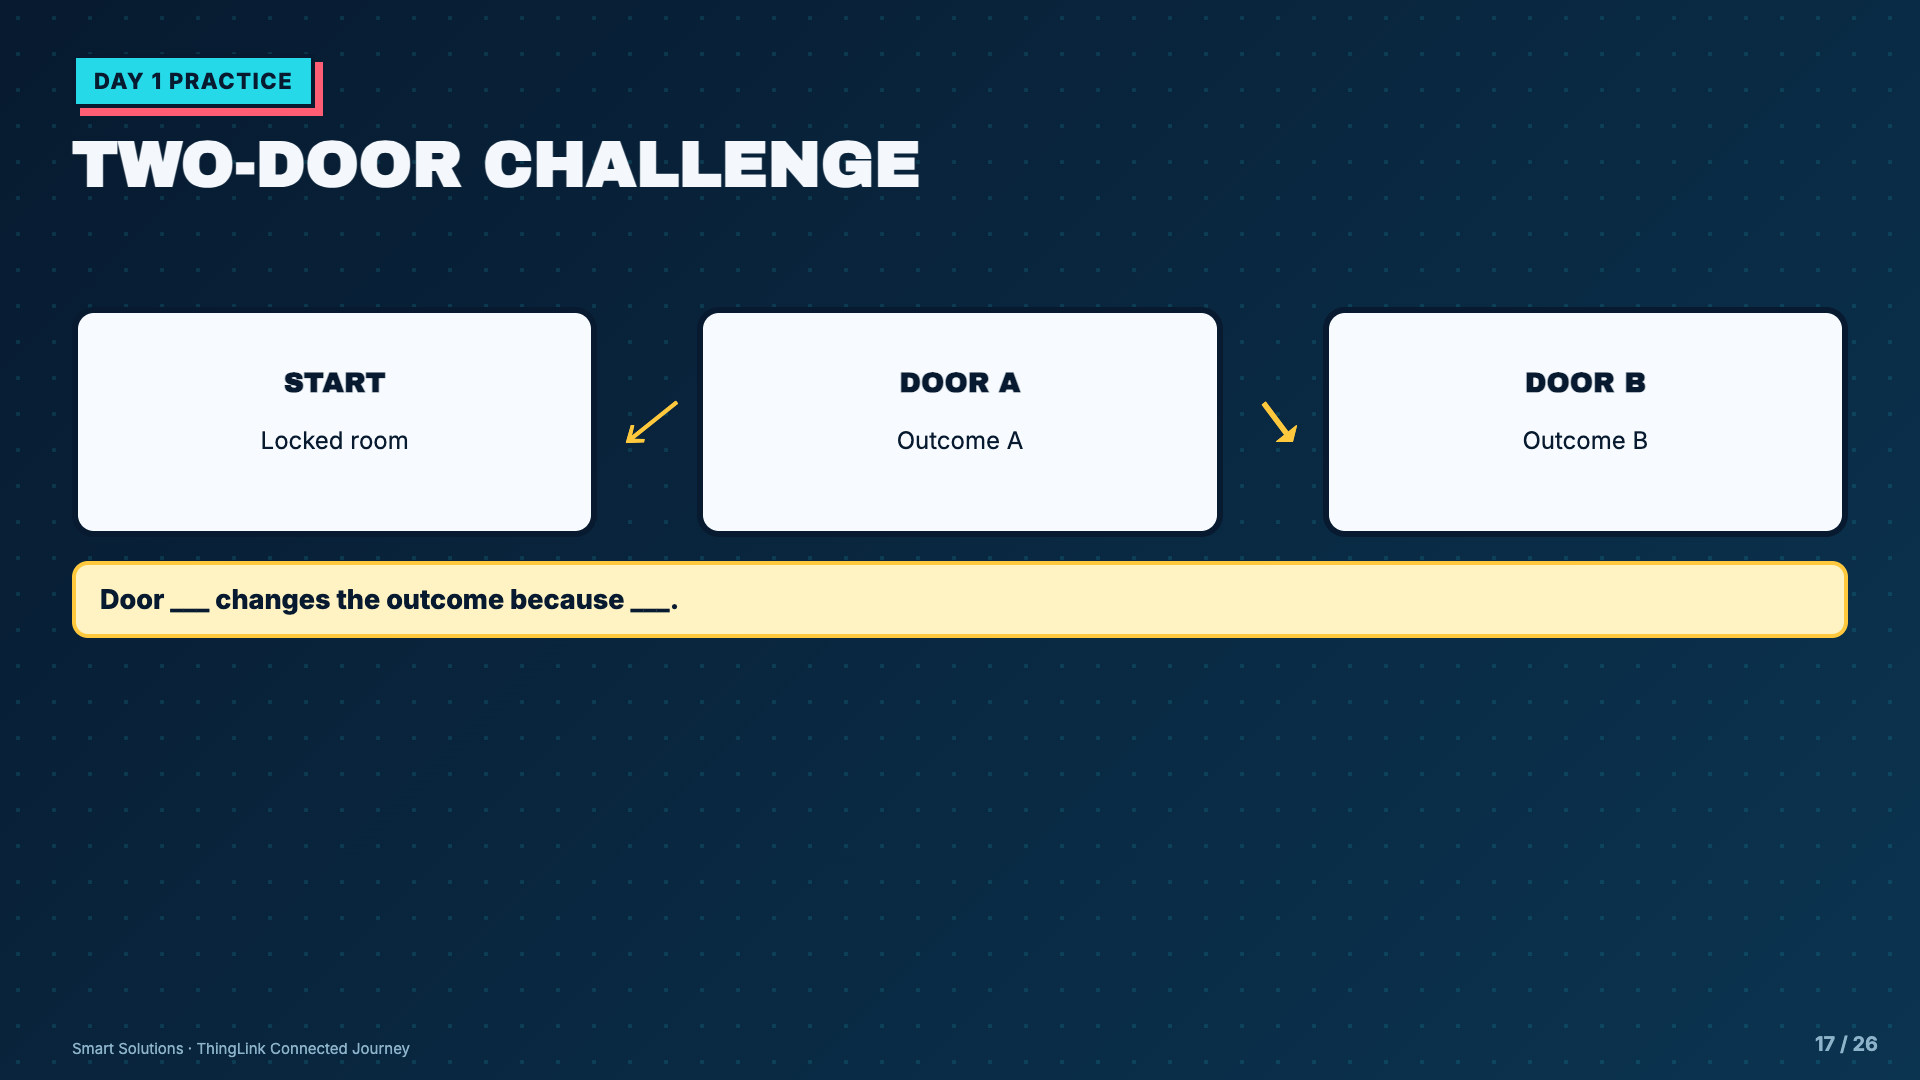 DAY 1 PRACTICE
TWO-DOOR CHALLENGE
START
Locked room
↙
DOOR A
Outcome A
↘
DOOR B
Outcome B
Door ___ changes the outcome because ___.
Smart Solutions · ThingLink Connected Journey
17 / 26